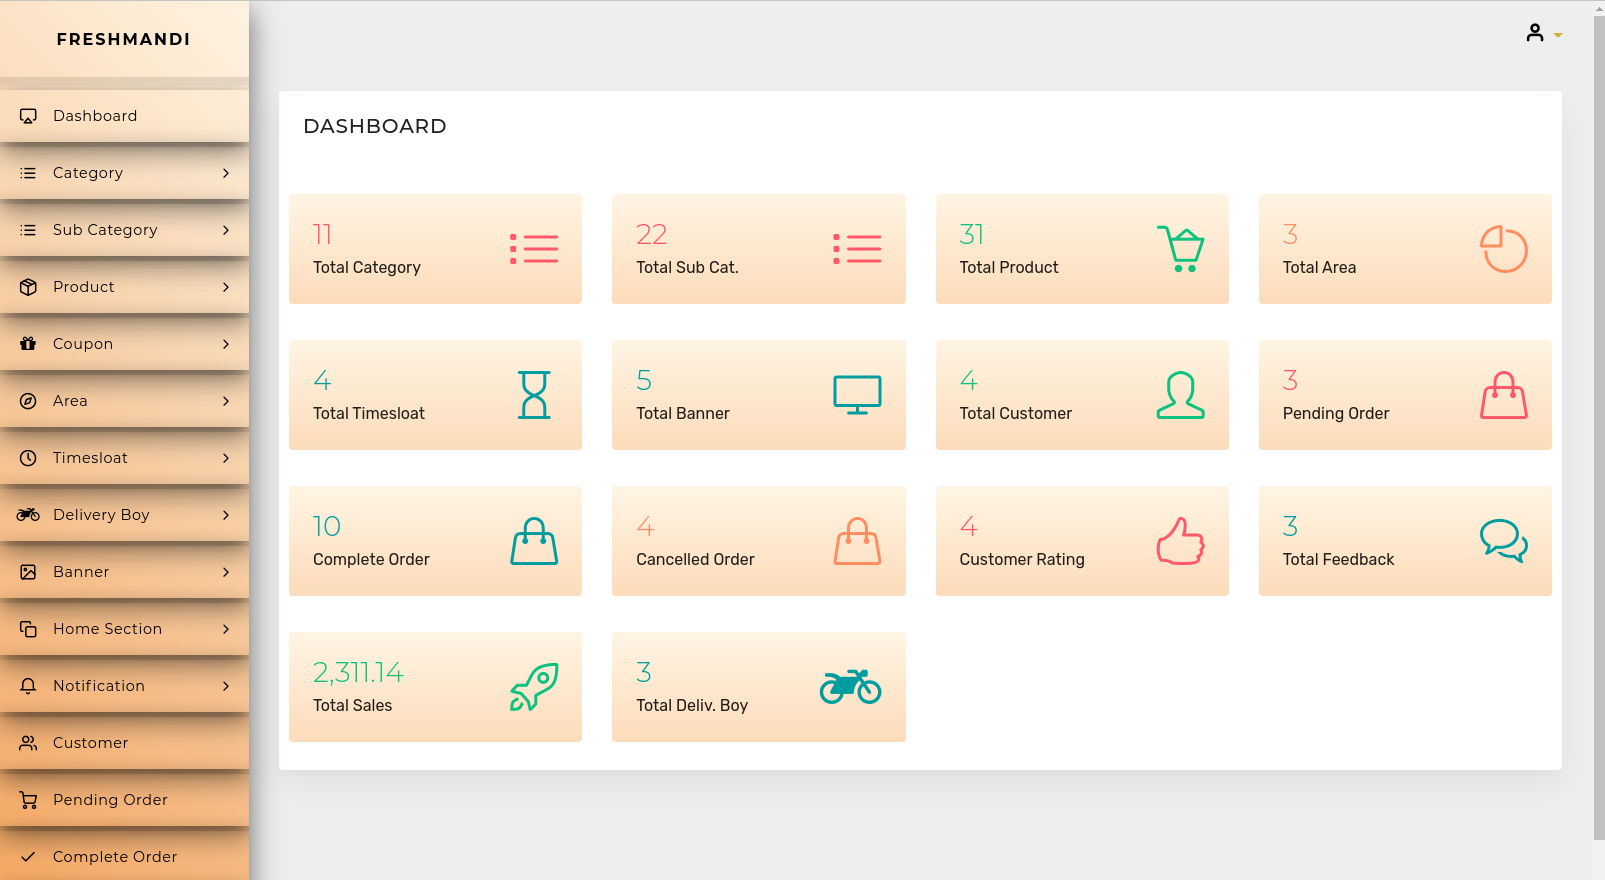 FRESHMANDI
Dashboard
Category
Sub Category
Product
Coupon
Area
Timesloat
Delivery Boy
Banner
Home Section
Notification
Customer
Pending Order
Complete Order
DASHBOARD
11
Total Category
22
Total Sub Cat.
31
Total Product
3
Total Area
4
Total Timesloat
5
Total Banner
4
Total Customer
3
Pending Order
10
Complete Order
4
Cancelled Order
4
Customer Rating
3
Total Feedback
2,311.14
Total Sales
3
Total Deliv. Boy